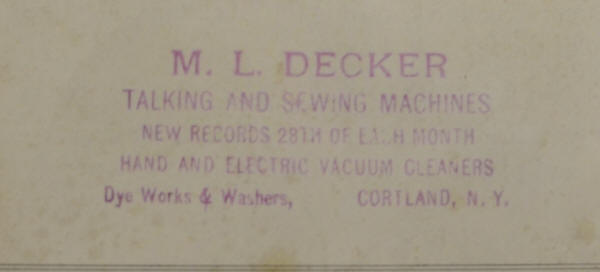 M. L. DECKER
TALKING AND SEWING MACHINES
NEW RECORDS 28TH OF EACH MONTH
HAND AND ELECTRIC VACUUM CLEANERS
Dye Works & Washers, CORTLAND, N. Y.